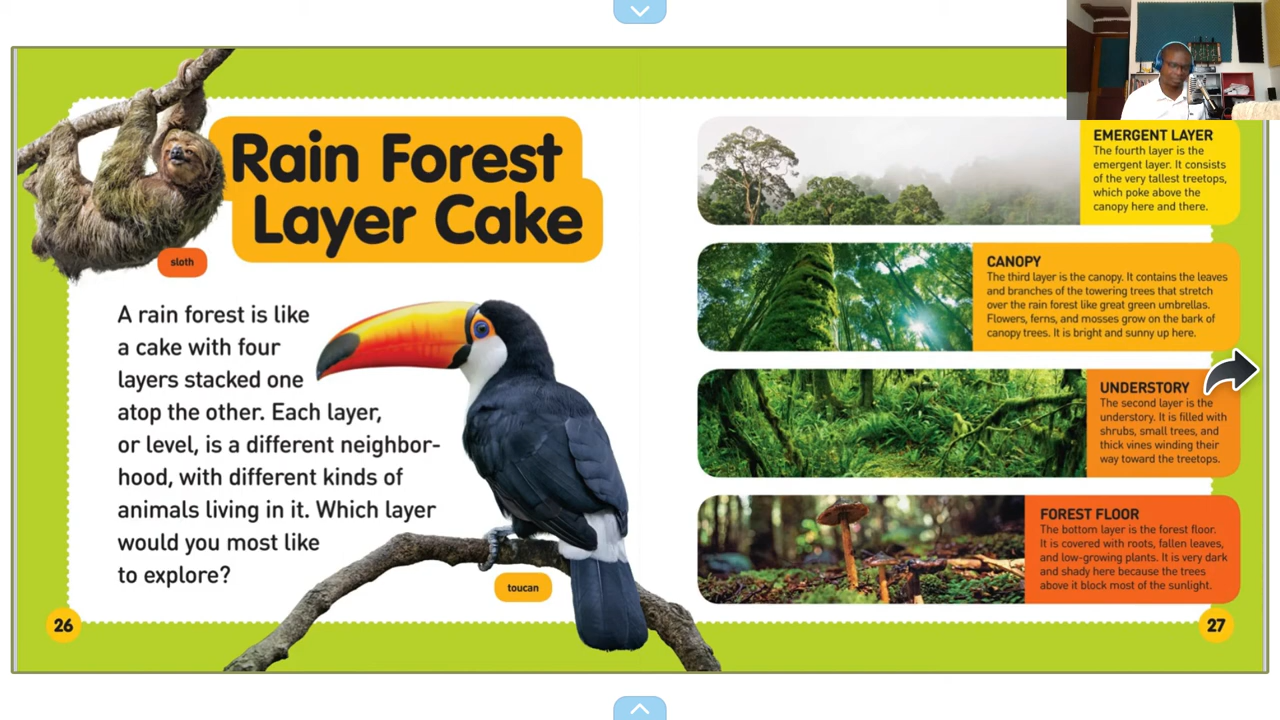 Rain Forest
Layer Cake
sloth
A rain forest is like
a cake with four
layers stacked one
atop the other. Each layer,
or level, is a different neighbor-
hood, with different kinds of
animals living in it. Which layer
would you most like
to explore?
toucan
26
EMERGENT LAYER
The fourth layer is the
emergent layer. It consists
of the very tallest treetops,
which poke above the
canopy here and there.
CANOPY
The third layer is the canopy. It contains the leaves
and branches of the towering trees that stretch
over the rain forest like great green umbrellas.
Flowers, ferns, and mosses grow on the bark of
canopy trees. It is bright and sunny up here.
UNDERSTORY
The second layer is the
understory. It is filled with
shrubs, small trees, and
thick vines winding their
way toward the treetops.
FOREST FLOOR
The bottom layer is the forest floor.
It is covered with roots, fallen leaves,
and low-growing plants. It is very dark
and shady here because the trees
above it block most of the sunlight.
27